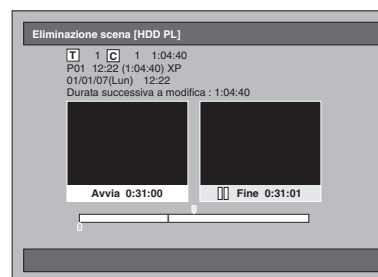 Eliminazione scena [HDD PL]
T 1 C 1 1:04:40
P01 12:22 (1:04:40) XP
01/01/07(Lun) 12:22
Durata successiva a modifica : 1:04:40
Avvia 0:31:00
Fine 0:31:01